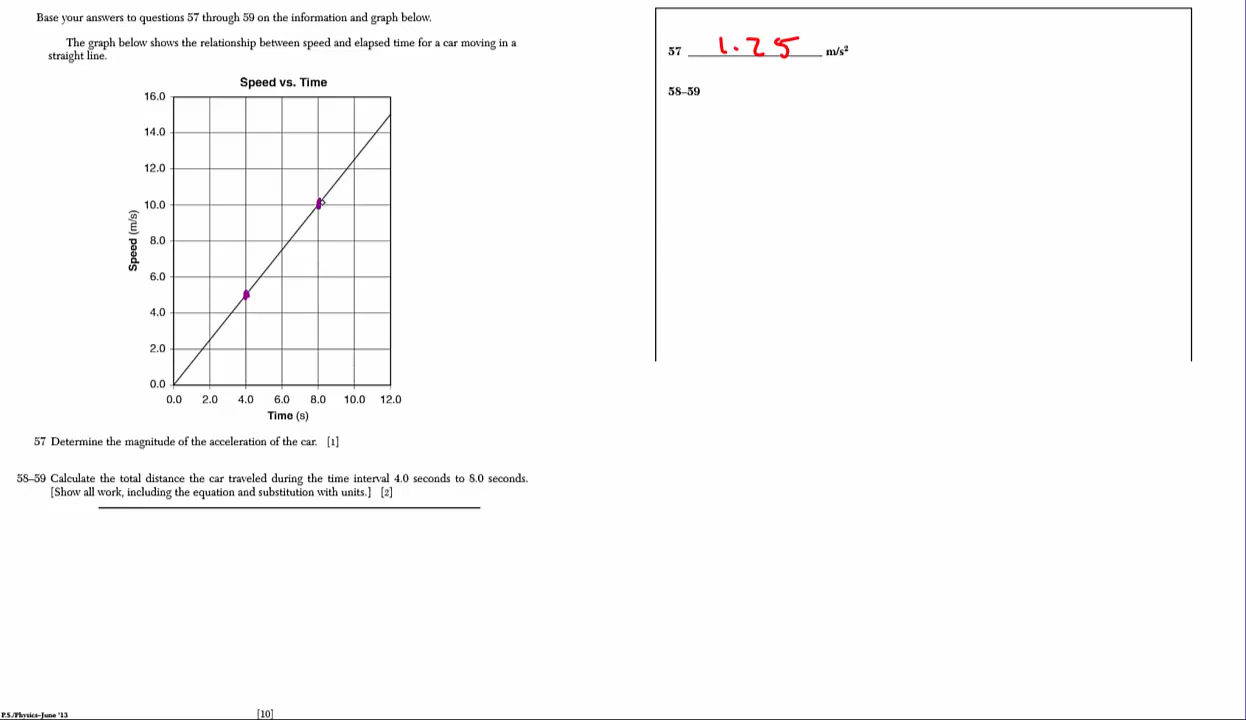 Base your answers to questions 57 through 59 on the information and graph below.
The graph below shows the relationship between speed and elapsed time for a car moving in a
straight line.
Speed vs. Time
16.0
14.0
12.0
10.0
8.0
6.0
4.0
2.0
0.0
Speed (m/s)
0.0 2.0 4.0 6.0 8.0 10.0 12.0
Time (s)
57 Determine the magnitude of the acceleration of the car. [1]
58–59 Calculate the total distance the car traveled during the time interval 4.0 seconds to 8.0 seconds.
[Show all work, including the equation and substitution with units.] [2]
P.S./Physics–June '13
[10]
57 1.25 m/s²
58–59